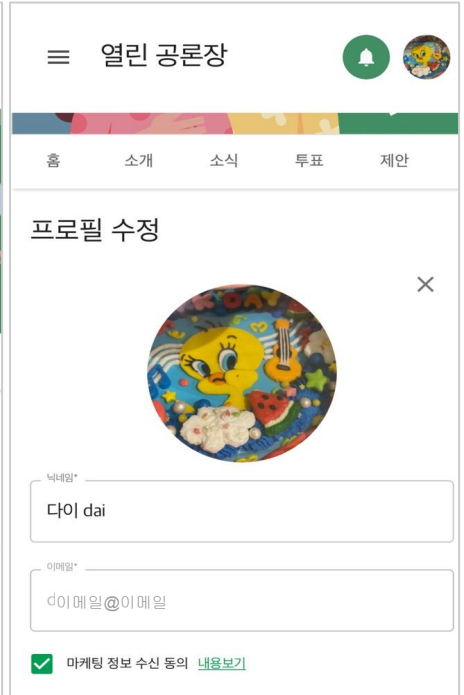 열린 공론장
홈 소개 소식 투표 제안
프로필 수정
닉네임*
다이 dai
이메일*
d이메일@이메일
마케팅 정보 수신 동의 내용보기